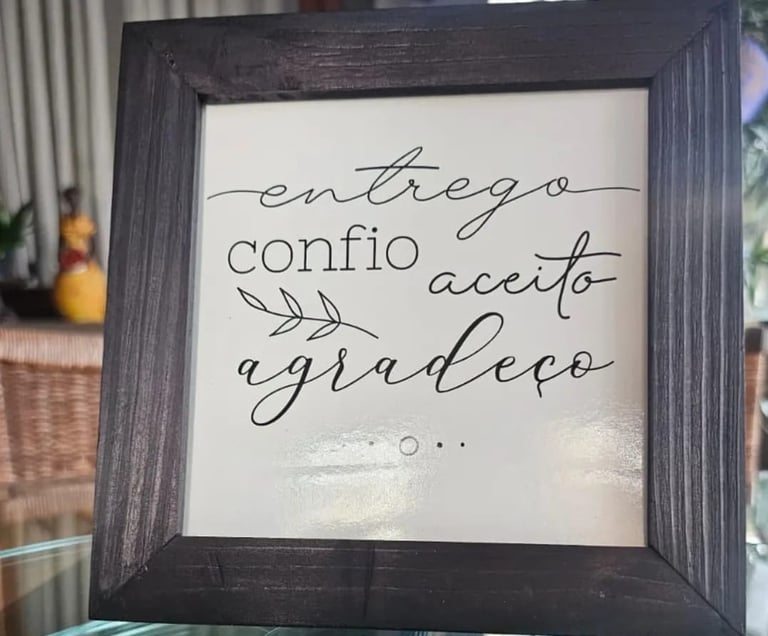 entrego
confio
aceito
agradeço